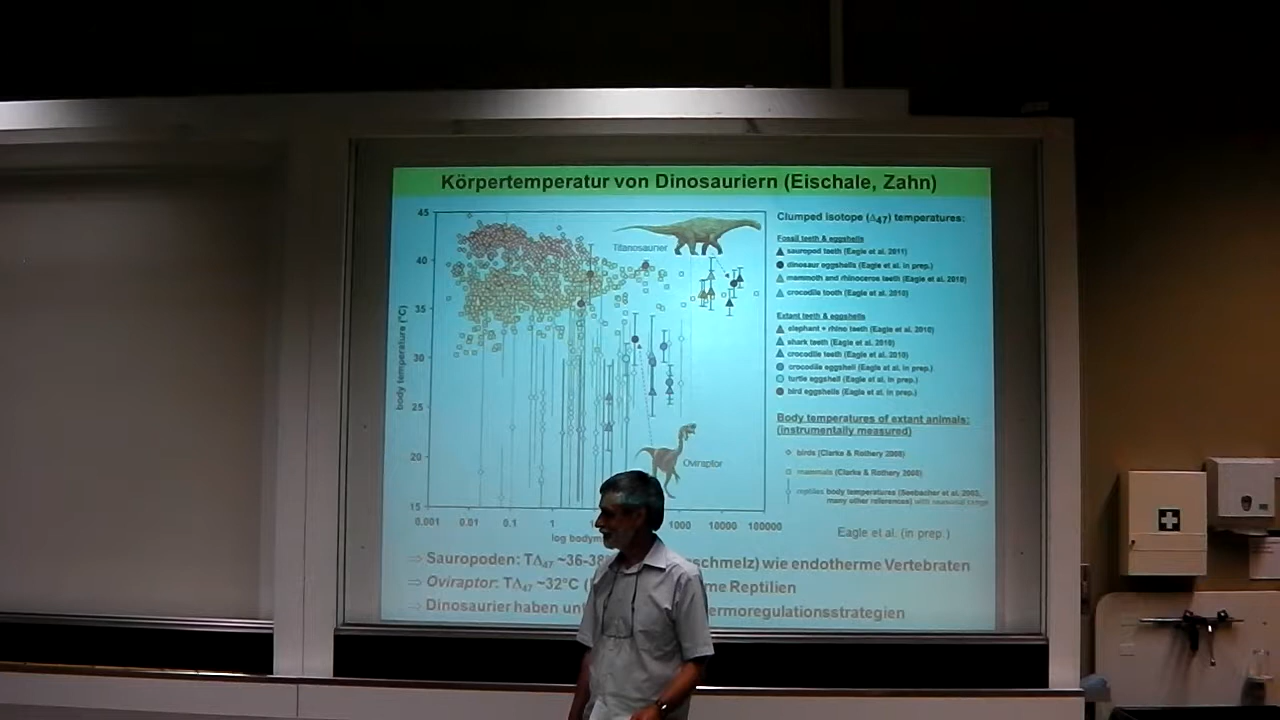 Körpertemperatur von Dinosauriern (Eischale, Zahn)
45
40
35
30
25
20
15
body temperature (°C)
Titanosaurier
Oviraptor
0.001
0.01
0.1
1
1000
10000
100000
log bodym
Clumped isotope (Δ47) temperatures:
Fossil teeth & eggshells
sauropod teeth (Eagle et al. 2011)
dinosaur eggshells (Eagle et al. in prep.)
mammoth and rhinoceros teeth (Eagle et al. 2010)
crocodile tooth (Eagle et al. 2010)
Extant teeth & eggshells
elephant + rhino teeth (Eagle et al. 2010)
shark teeth (Eagle et al. 2010)
crocodile teeth (Eagle et al. 2010)
crocodile eggshell (Eagle et al. in prep.)
turtle eggshell (Eagle et al. in prep.)
bird eggshells (Eagle et al. in prep.)
Body temperatures of extant animals:
(instrumentally measured)
birds (Clarke & Rothery 2008)
mammals (Clarke & Rothery 2008)
reptiles body temperatures (Seebacher et al. 2003,
many other references) with seasonal range
Eagle et al. (in prep.)
⇒ Sauropoden: TΔ47 ~36-38 schmelz) wie endotherme Vertebraten
⇒ Oviraptor: TΔ47 ~32°C ( me Reptilien
⇒ Dinosaurier haben unt ermoregulationsstrategien